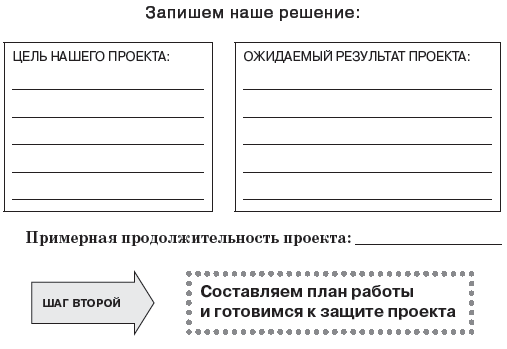 Запишем наше решение:
ЦЕЛЬ НАШЕГО ПРОЕКТА:
ОЖИДАЕМЫЙ РЕЗУЛЬТАТ ПРОЕКТА:
Примерная продолжительность проекта:
ШАГ ВТОРОЙ
Составляем план работы
и готовимся к защите проекта